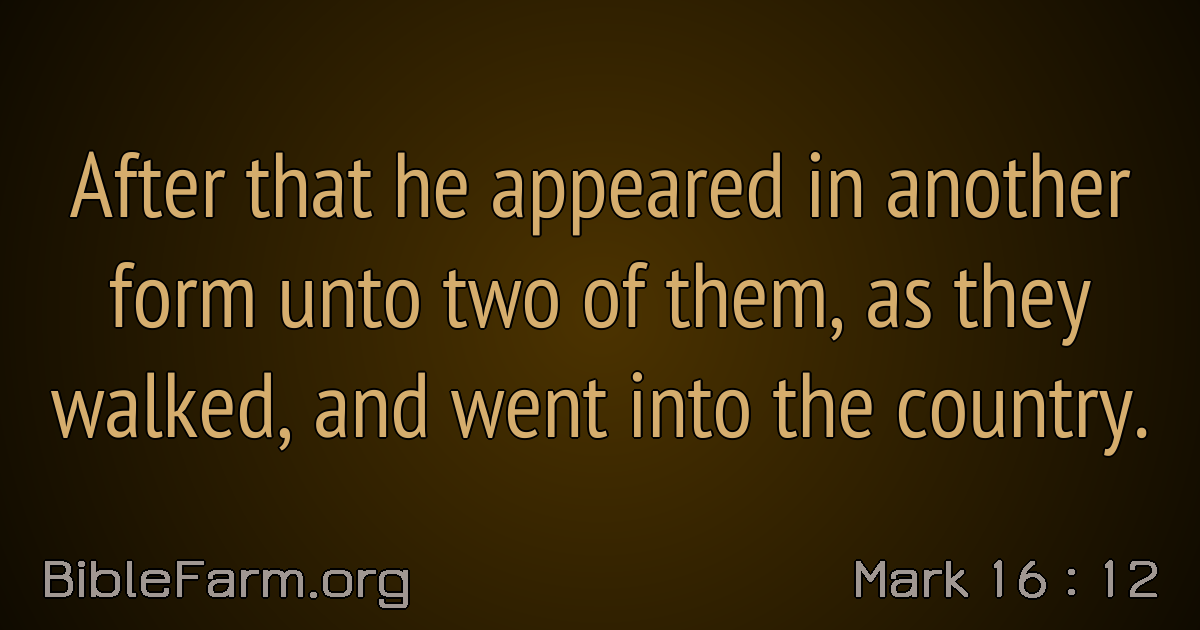 After that he appeared in another
form unto two of them, as they
walked, and went into the country.
BibleFarm.org
Mark 16 : 12